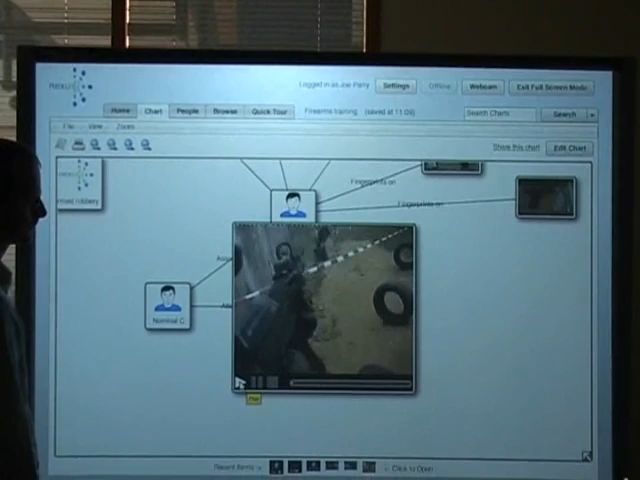 Logged in as Joe Parry Settings Offline Webcam Exit Full Screen Mode
Home Chart People Browse Quick Tour Firearms training (saved at 11:09) Search Charts Search
File View Zoom
Share this chart Edit Chart
Fingerprints on
Fingerprints on
armed robbery
Nominal C
Play
Recent Items Click to Open